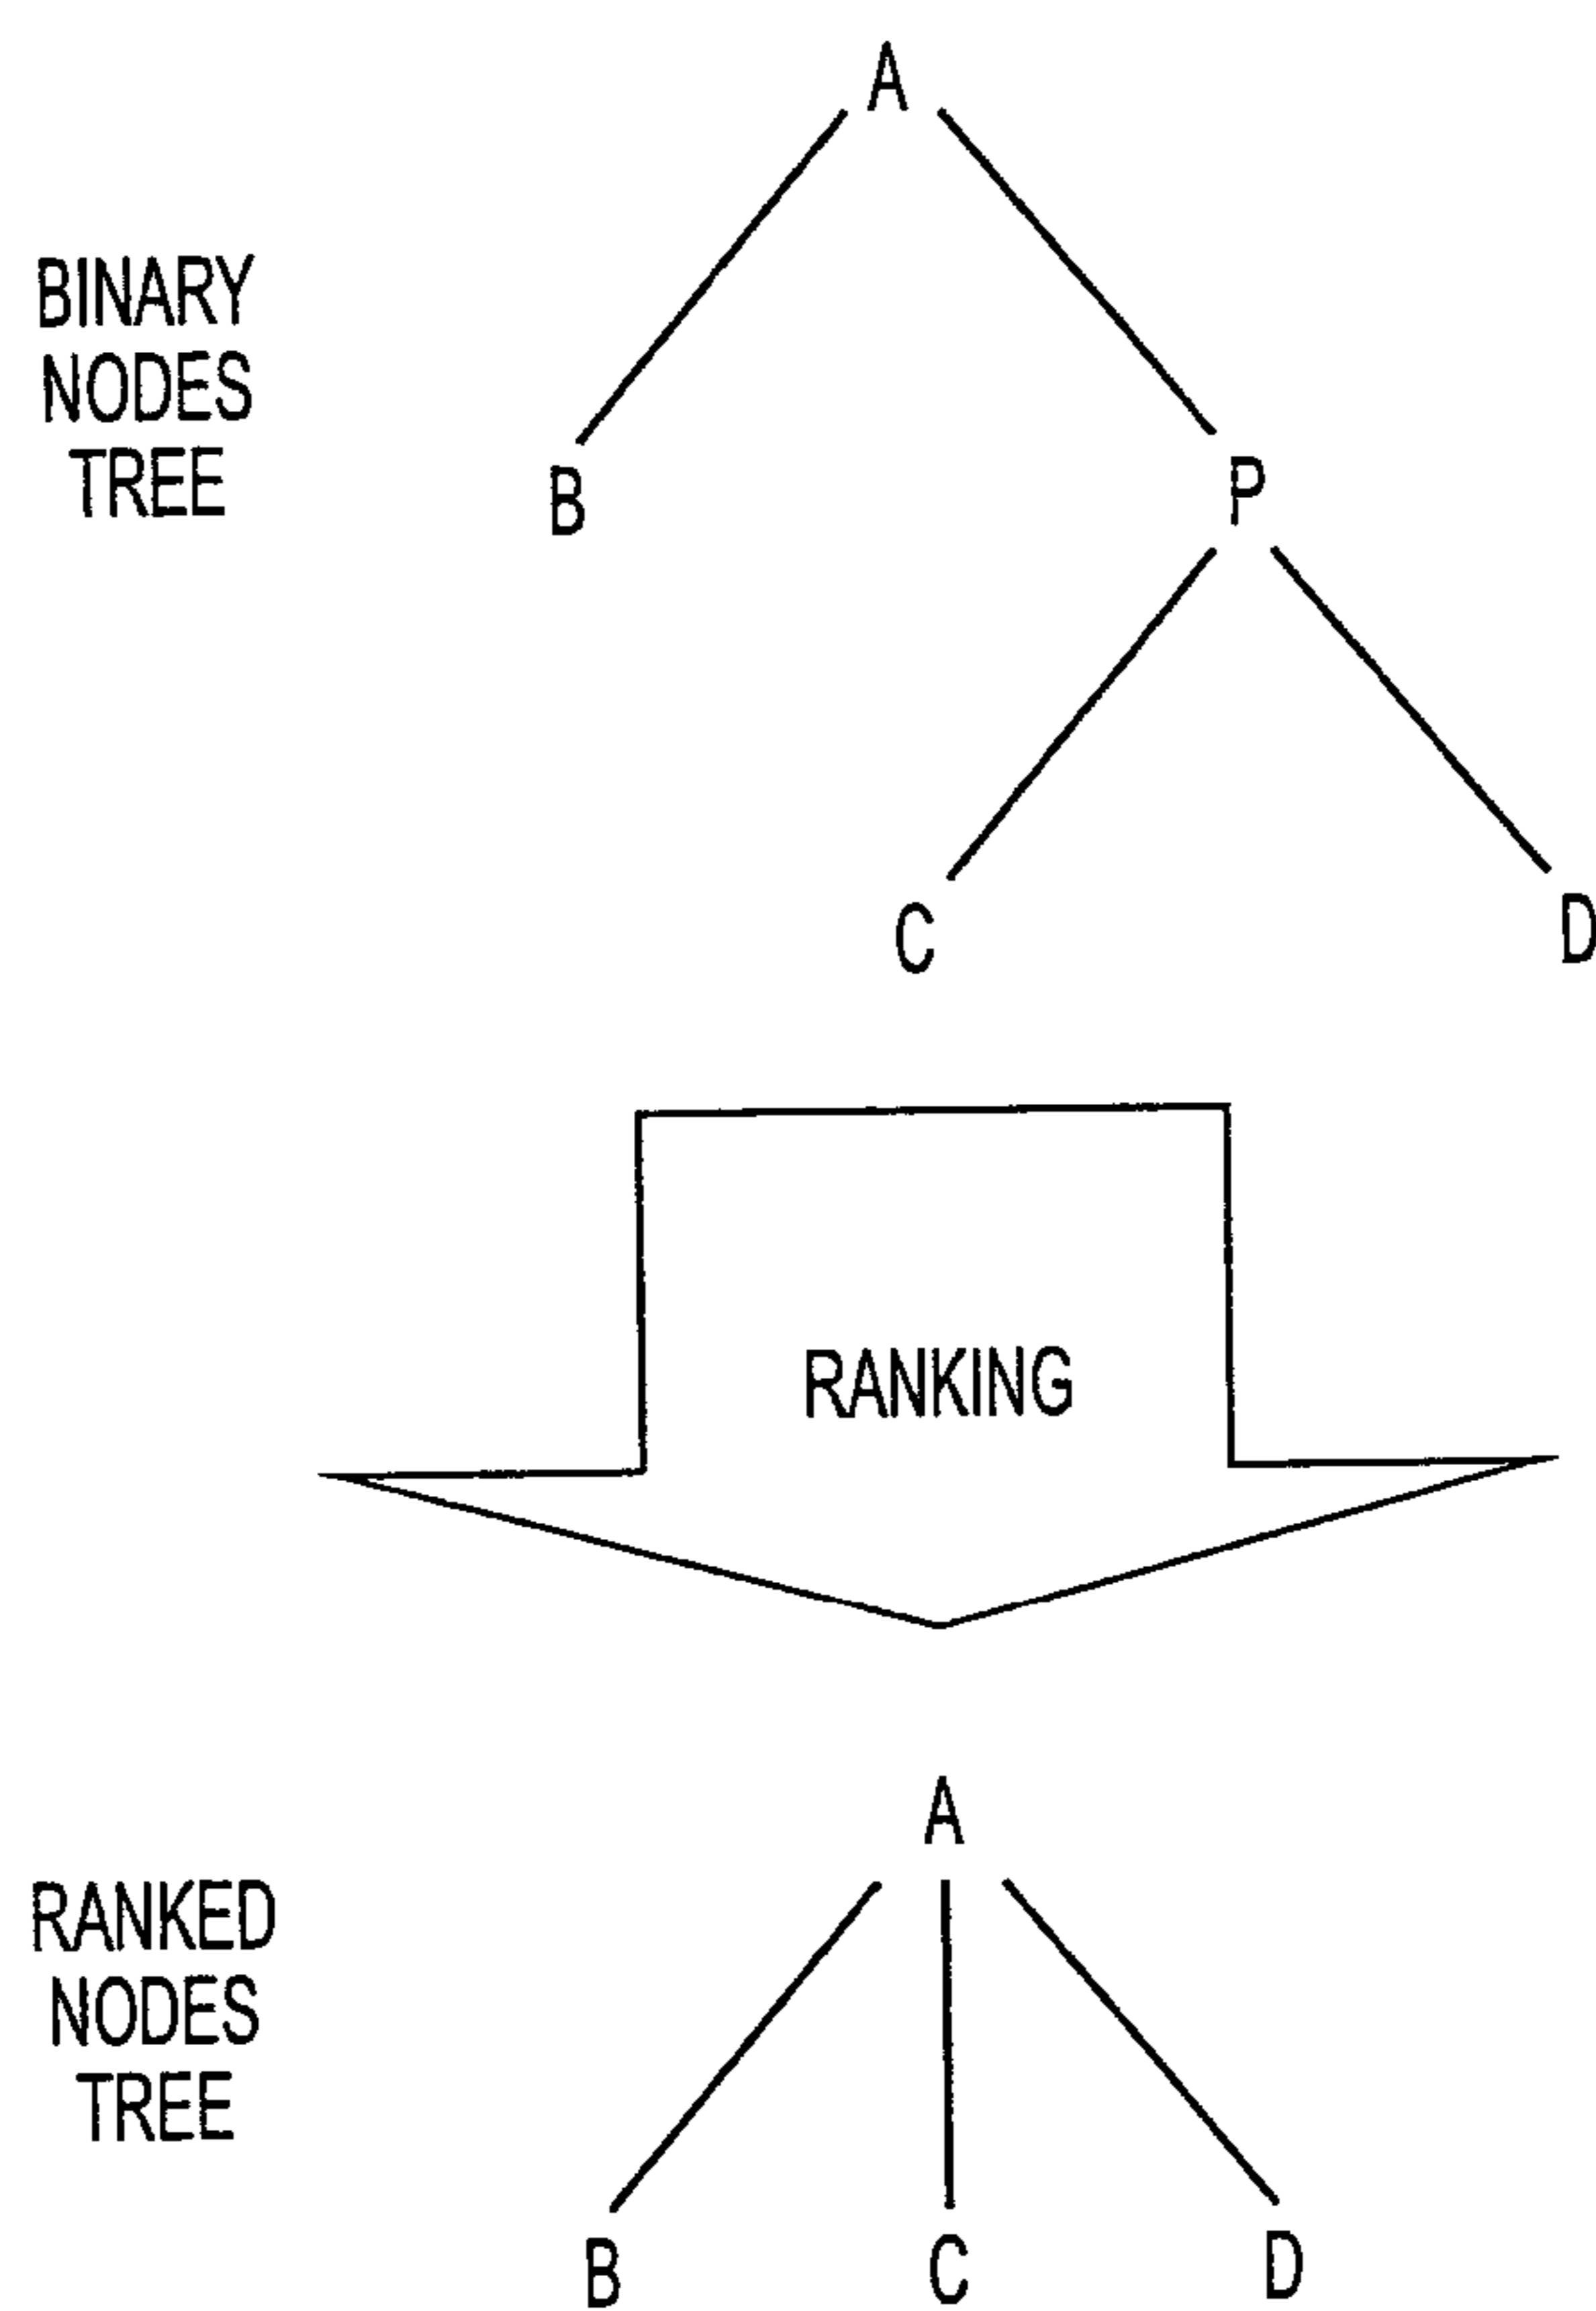 A
BINARY
NODES
TREE
B
P
C
D
RANKING
A
RANKED
NODES
TREE
B
C
D